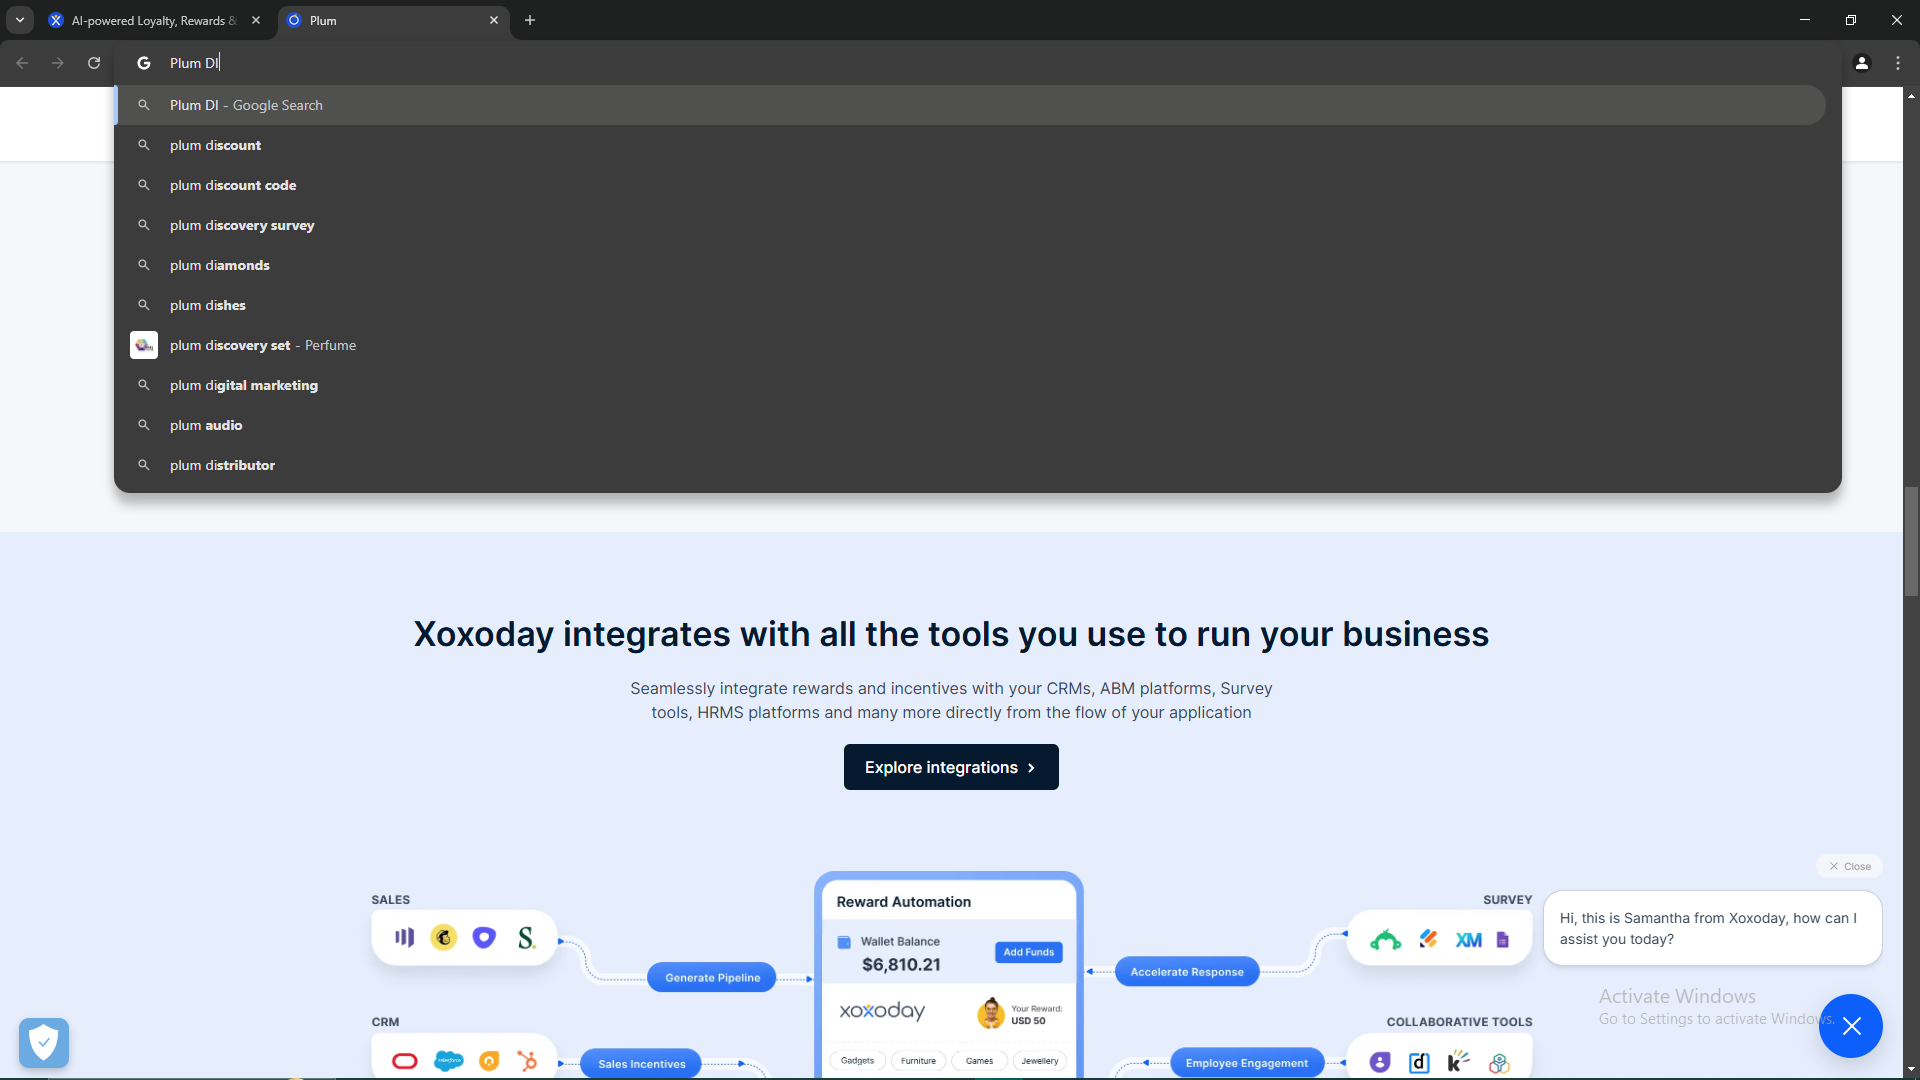 AI-powered Loyalty, Rewards &
Plum
Plum DI
Plum DI - Google Search
plum discount
plum discount code
plum discovery survey
plum diamonds
plum dishes
plum discovery set - Perfume
plum digital marketing
plum audio
plum distributor
Xoxoday integrates with all the tools you use to run your business
Seamlessly integrate rewards and incentives with your CRMs, ABM platforms, Survey
tools, HRMS platforms and many more directly from the flow of your application
Explore integrations
Close
SALES
Reward Automation
SURVEY
Hi, this is Samantha from Xoxoday, how can I
assist you today?
S.
XM
Wallet Balance
$6,810.21
Add Funds
Generate Pipeline
Accelerate Response
xoxoday
Your Reward:
USD 50
Activate Windows
Go to Settings to activate Windows.
CRM
COLLABORATIVE TOOLS
salesforce
Sales Incentives
Gadgets
Furniture
Games
Jewellery
Employee Engagement
d
k